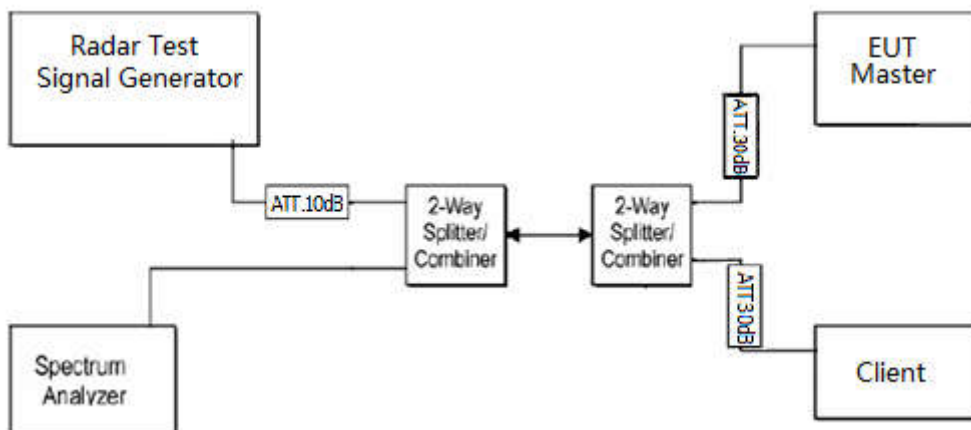 Radar Test
Signal Generator
EUT
Master
ATT.30dB
ATT.10dB
2-Way
Splitter/
Combiner
2-Way
Splitter/
Combiner
ATT30dB
Spectrum
Analyzer
Client